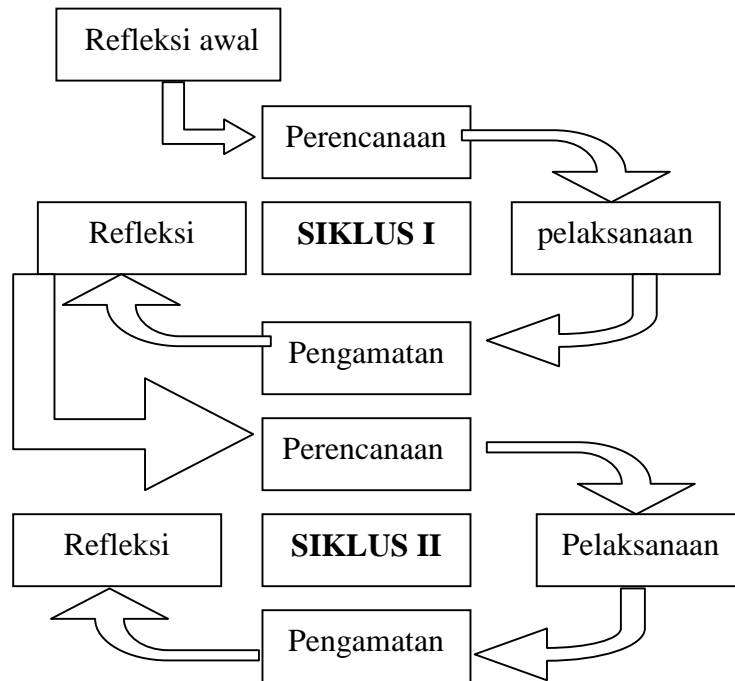 Refleksi awal
Perencanaan
Refleksi
SIKLUS I
pelaksanaan
Pengamatan
Perencanaan
Refleksi
SIKLUS II
Pelaksanaan
Pengamatan